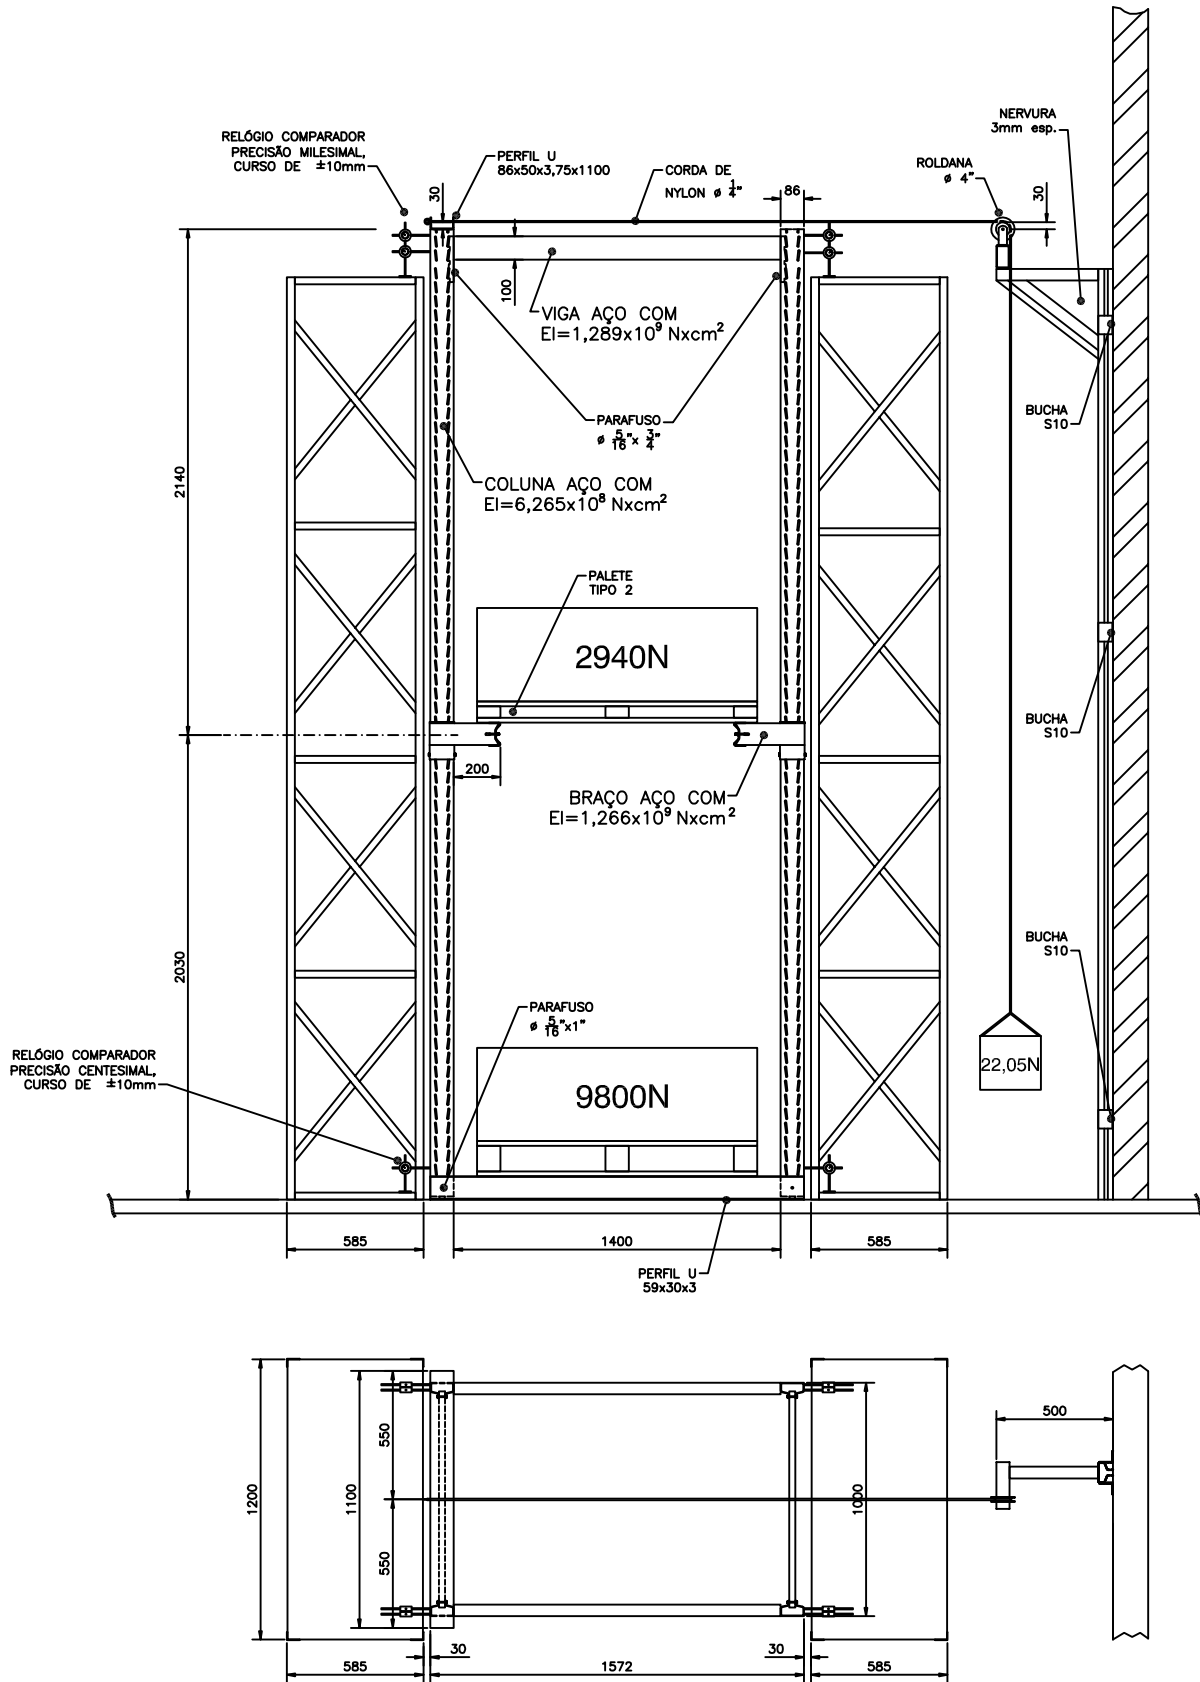 RELÓGIO COMPARADOR
PRECISÃO MILESIMAL,
CURSO DE ±10mm
PERFIL U
86x50x3,75x1100
CORDA DE
NYLON ø 1/4"
30
86
NERVURA
3mm esp.
ROLDANA
ø 4"
30
100
VIGA AÇO COM
EI=1,289x10⁹ Nxcm²
PARAFUSO
ø 5/16"x 3/4"
BUCHA
S10
COLUNA AÇO COM
EI=6,265x10⁸ Nxcm²
2140
PALETE
TIPO 2
2940N
BUCHA
S10
200
BRAÇO AÇO COM
EI=1,266x10⁹ Nxcm²
2030
BUCHA
S10
PARAFUSO
ø 5/16"x1"
RELÓGIO COMPARADOR
PRECISÃO CENTESIMAL,
CURSO DE ±10mm
9800N
22,05N
585
1400
585
PERFIL U
59x30x3
1200
1100
550
550
1000
500
30
30
585
1572
585